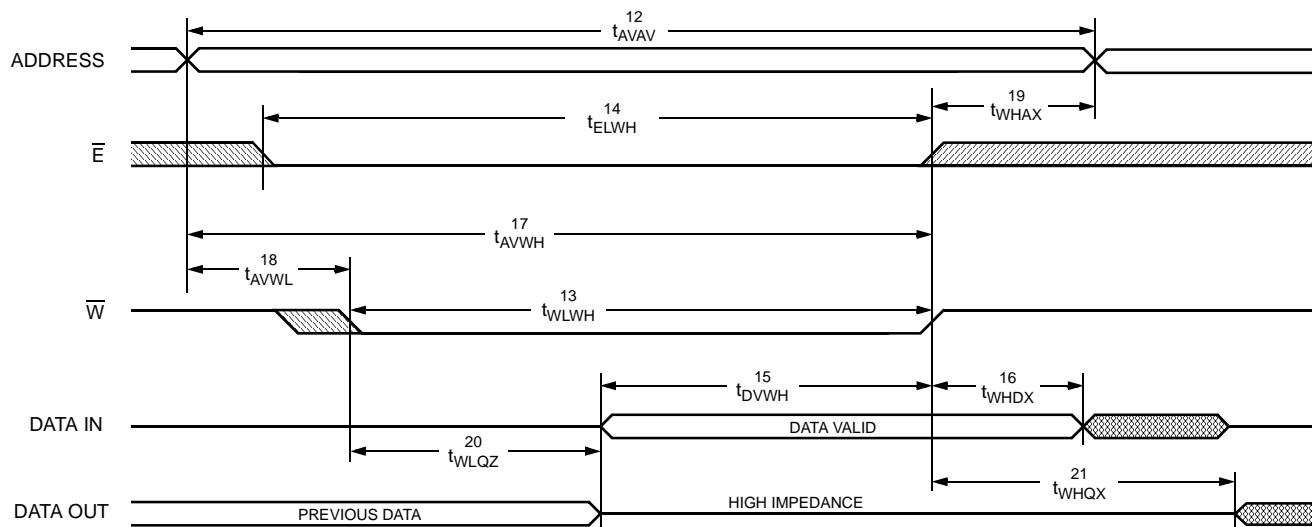 12
tAVAV
ADDRESS
14
tELWH
19
tWHAX
E̅
17
tAVWH
18
tAVWL
W̅
13
tWLWH
15
tDVWH
16
tWHDX
DATA IN
DATA VALID
20
tWLQZ
21
tWHQX
DATA OUT
PREVIOUS DATA
HIGH IMPEDANCE